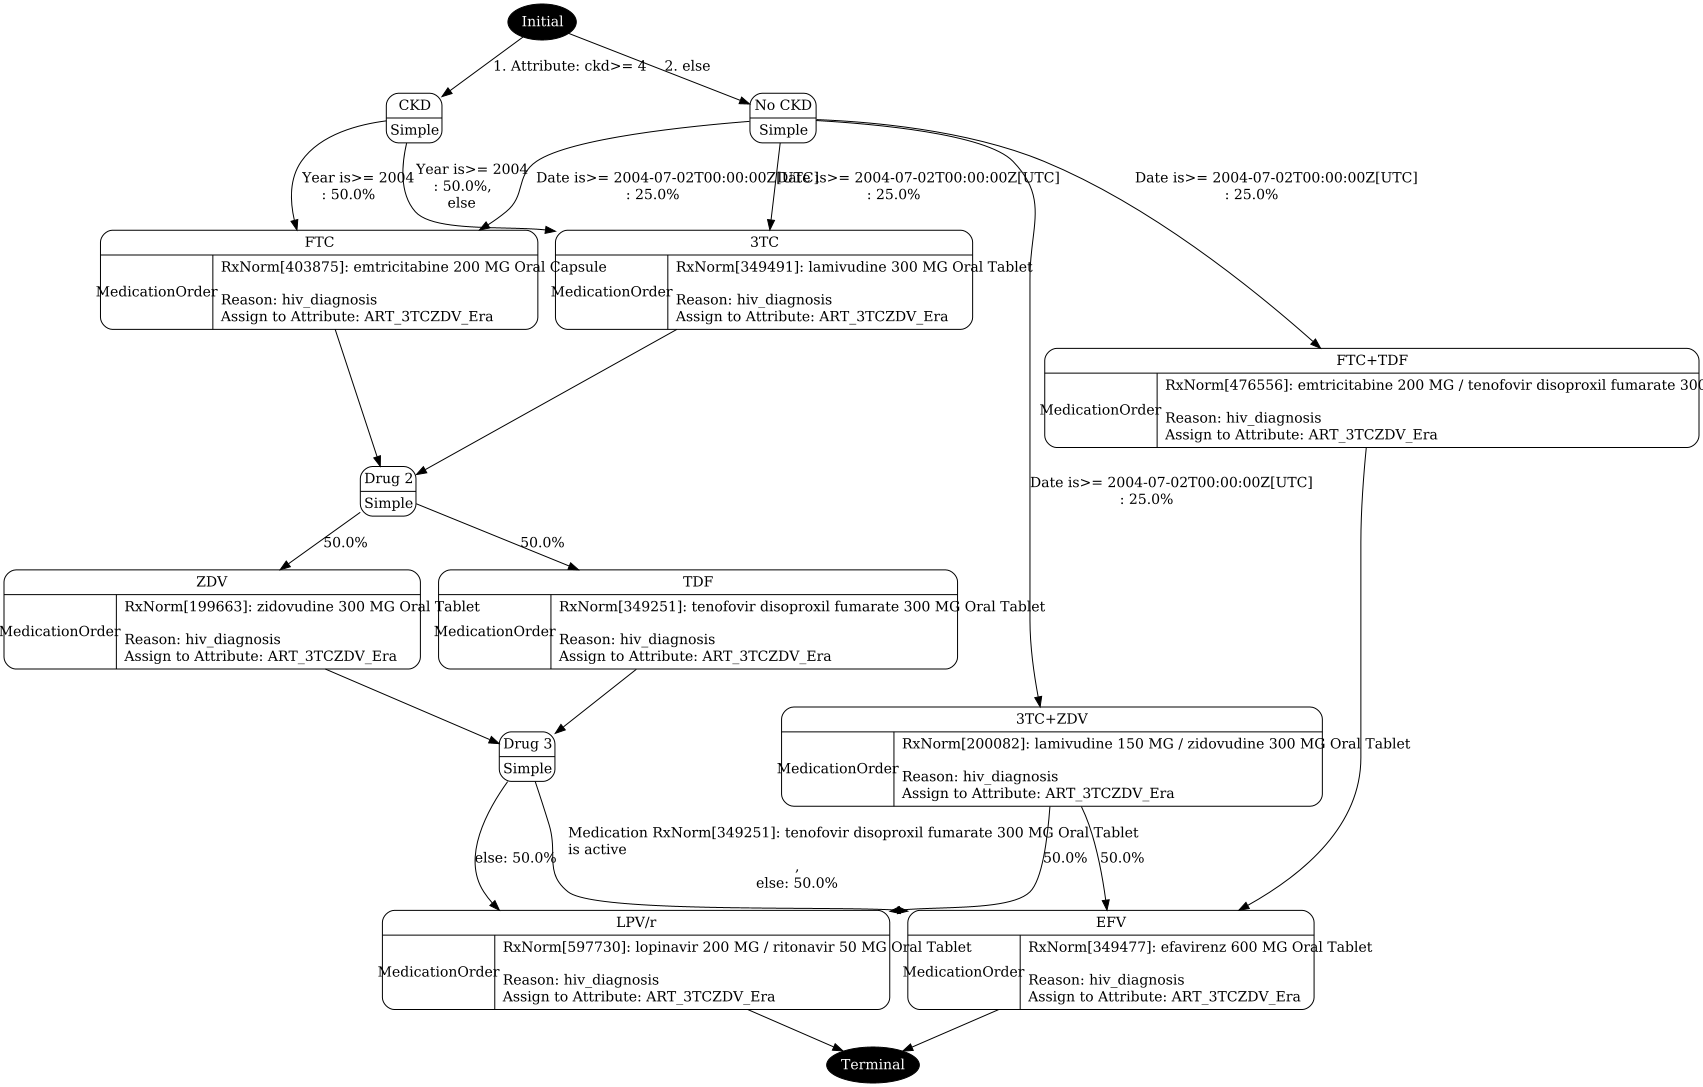 Initial
1. Attribute: ckd>= 4
2. else
CKD
Simple
No CKD
Simple
Year is>= 2004
: 50.0%
Year is>= 2004
: 50.0%,
else
Date is>= 2004-07-02T00:00:00Z[UTC]
: 25.0%
Date is>= 2004-07-02T00:00:00Z[UTC]
: 25.0%
Date is>= 2004-07-02T00:00:00Z[UTC]
: 25.0%
FTC
MedicationOrder
RxNorm[403875]: emtricitabine 200 MG Oral Capsule
Reason: hiv_diagnosis
Assign to Attribute: ART_3TCZDV_Era
3TC
MedicationOrder
RxNorm[349491]: lamivudine 300 MG Oral Tablet
Reason: hiv_diagnosis
Assign to Attribute: ART_3TCZDV_Era
FTC+TDF
MedicationOrder
RxNorm[476556]: emtricitabine 200 MG / tenofovir disoproxil fumarate 300
Reason: hiv_diagnosis
Assign to Attribute: ART_3TCZDV_Era
Drug 2
Simple
Date is>= 2004-07-02T00:00:00Z[UTC]
: 25.0%
50.0%
50.0%
ZDV
MedicationOrder
RxNorm[199663]: zidovudine 300 MG Oral Tablet
Reason: hiv_diagnosis
Assign to Attribute: ART_3TCZDV_Era
TDF
MedicationOrder
RxNorm[349251]: tenofovir disoproxil fumarate 300 MG Oral Tablet
Reason: hiv_diagnosis
Assign to Attribute: ART_3TCZDV_Era
Drug 3
Simple
3TC+ZDV
MedicationOrder
RxNorm[200082]: lamivudine 150 MG / zidovudine 300 MG Oral Tablet
Reason: hiv_diagnosis
Assign to Attribute: ART_3TCZDV_Era
else: 50.0%
Medication RxNorm[349251]: tenofovir disoproxil fumarate 300 MG Oral Tablet
is active
,
else: 50.0%
50.0%
50.0%
LPV/r
MedicationOrder
RxNorm[597730]: lopinavir 200 MG / ritonavir 50 MG Oral Tablet
Reason: hiv_diagnosis
Assign to Attribute: ART_3TCZDV_Era
EFV
MedicationOrder
RxNorm[349477]: efavirenz 600 MG Oral Tablet
Reason: hiv_diagnosis
Assign to Attribute: ART_3TCZDV_Era
Terminal